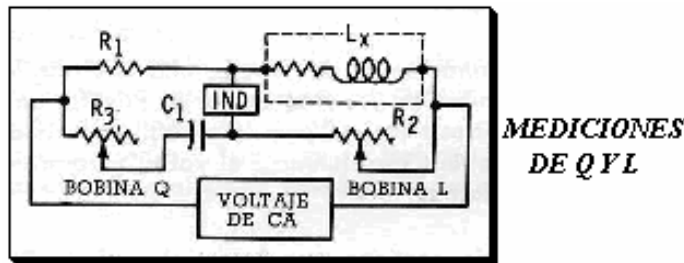 R1
Lx
IND
C1
R3
R2
BOBINA Q
BOBINA L
VOLTAJE
DE CA
MEDICIONES
DE Q Y L